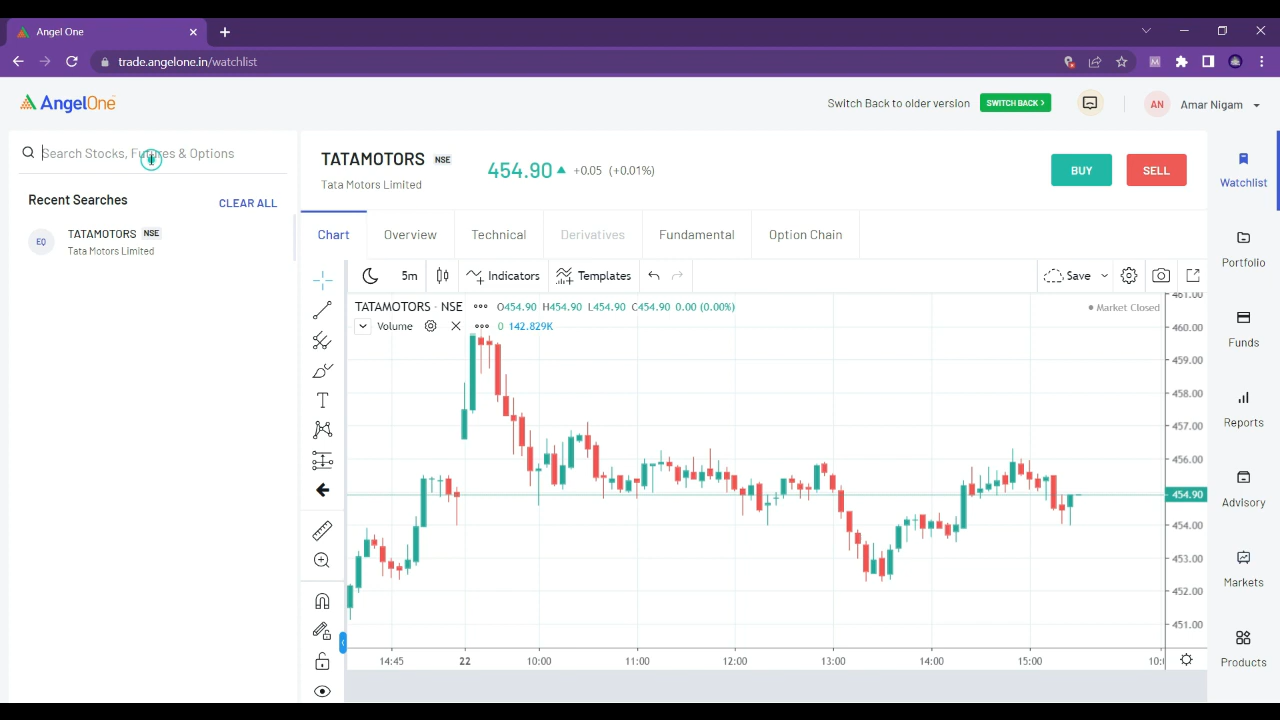 Angel One
trade.angelone.in/watchlist
AngelOne
Switch Back to older version
SWITCH BACK >
AN
Amar Nigam
Search Stocks, Futures & Options
Recent Searches
CLEAR ALL
EQ
TATAMOTORS NSE
Tata Motors Limited
TATAMOTORS NSE
Tata Motors Limited
454.90 +0.05 (+0.01%)
BUY
SELL
Chart
Overview
Technical
Derivatives
Fundamental
Option Chain
5m
Indicators
Templates
Save
TATAMOTORS · NSE
O454.90 H454.90 L454.90 C454.90 0.00 (0.00%)
Market Closed
Volume
0 142.829K
461.00
460.00
459.00
458.00
457.00
456.00
454.90
454.00
453.00
452.00
451.00
14:45
22
10:00
11:00
12:00
13:00
14:00
15:00
Watchlist
Portfolio
Funds
Reports
Advisory
Markets
Products